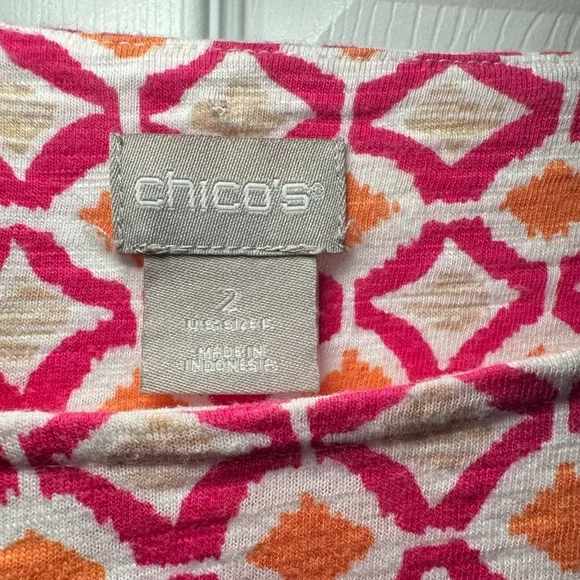 chico's®
2
U.S. SIZE L
MADE IN
INDONESIA